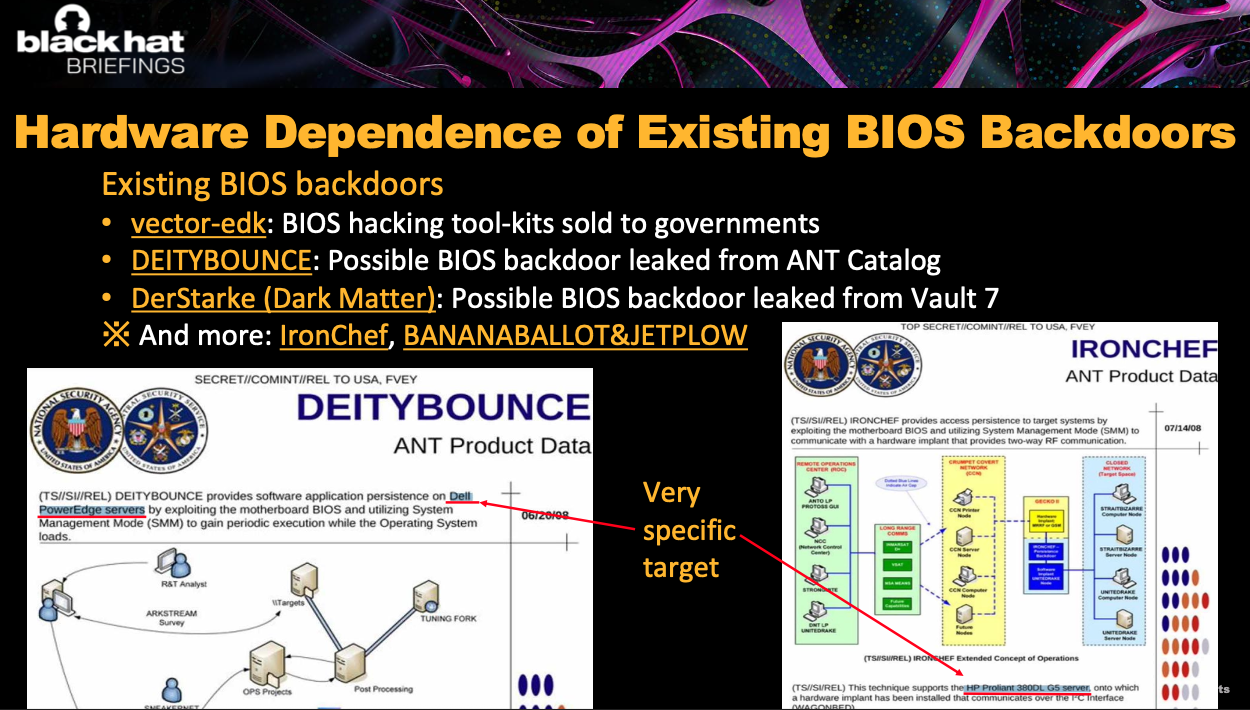 black hat
BRIEFINGS
Hardware Dependence of Existing BIOS Backdoors
Existing BIOS backdoors
• vector-edk: BIOS hacking tool-kits sold to governments
• DEITYBOUNCE: Possible BIOS backdoor leaked from ANT Catalog
• DerStarke (Dark Matter): Possible BIOS backdoor leaked from Vault 7
※ And more: IronChef, BANANABALLOT&JETPLOW
SECRET//COMINT//REL TO USA, FVEY
DEITYBOUNCE
ANT Product Data
(TS//SI//REL) DEITYBOUNCE provides software application persistence on Dell
PowerEdge servers by exploiting the motherboard BIOS and utilizing System
Management Mode (SMM) to gain periodic execution while the Operating System
loads.
06/20/08
R&T Analyst
ARKSTREAM
Survey
\\Targets
TUNING FORK
OPS Projects
Post Processing
SNEAKERNET
Very
specific
target
TOP SECRET//COMINT//REL TO USA, FVEY
IRONCHEF
ANT Product Data
(TS//SI//REL) IRONCHEF provides access persistence to target systems by
exploiting the motherboard BIOS and utilizing System Management Mode (SMM) to
communicate with a hardware implant that provides two-way RF communication.
07/14/08
REMOTE OPERATIONS
CENTER (ROC)
ANTO LP
PROTOSS GUI
NCC
(Network Control
Center)
DNT LP
UNITEDRAKE
Dotted Blue Lines
Indicate Air Gap
LONG RANGE
COMMS
VSAT
NSA MEANS
Future
Capabilities
CRUMPET COVERT
NETWORK
(CCN)
CCN Printer
Node
CCN Server
Node
CCN Computer
Node
Future
Nodes
GECKO II
Hardware
Implant
IRONCHEF
Persistence
Backdoor
Software
Implant
UNITEDRAKE
Node
CLOSED
NETWORK
(Target Space)
STRAITBIZARRE
Computer Node
STRAITBIZARRE
Server Node
UNITEDRAKE
Computer Node
UNITEDRAKE
Server Node
(TS//SI//REL) IRONCHEF Extended Concept of Operations
(TS//SI/REL) This technique supports the HP Proliant 380DL G5 server, onto which
a hardware implant has been installed that communicates over the I²C Interface
(WAGONBED).
ts